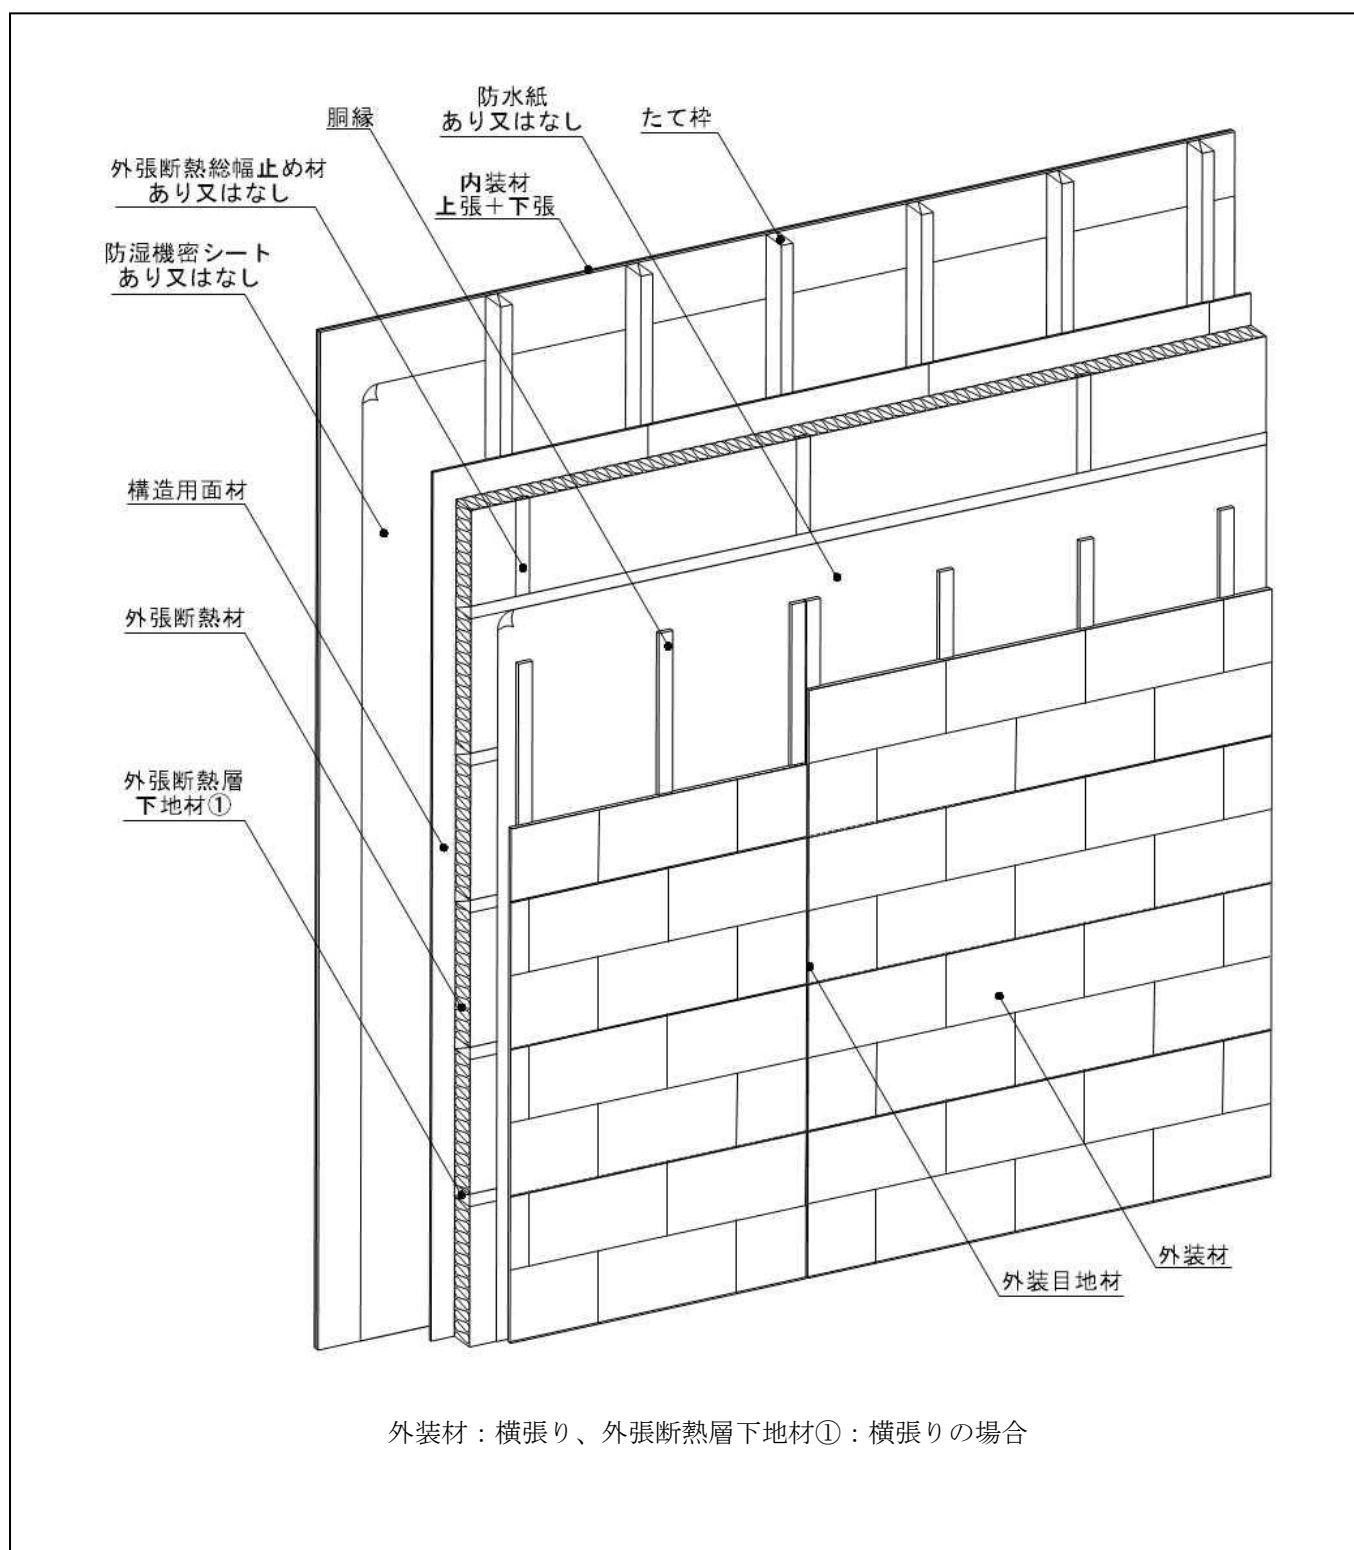 胴縁
防水紙
あり又はなし
たて枠
外張断熱総幅止め材
あり又はなし
内装材
上張＋下張
防湿機密シート
あり又はなし
構造用面材
外張断熱材
外張断熱層
下地材①
外装材
外装目地材
外装材：横張り、外張断熱層下地材①：横張りの場合